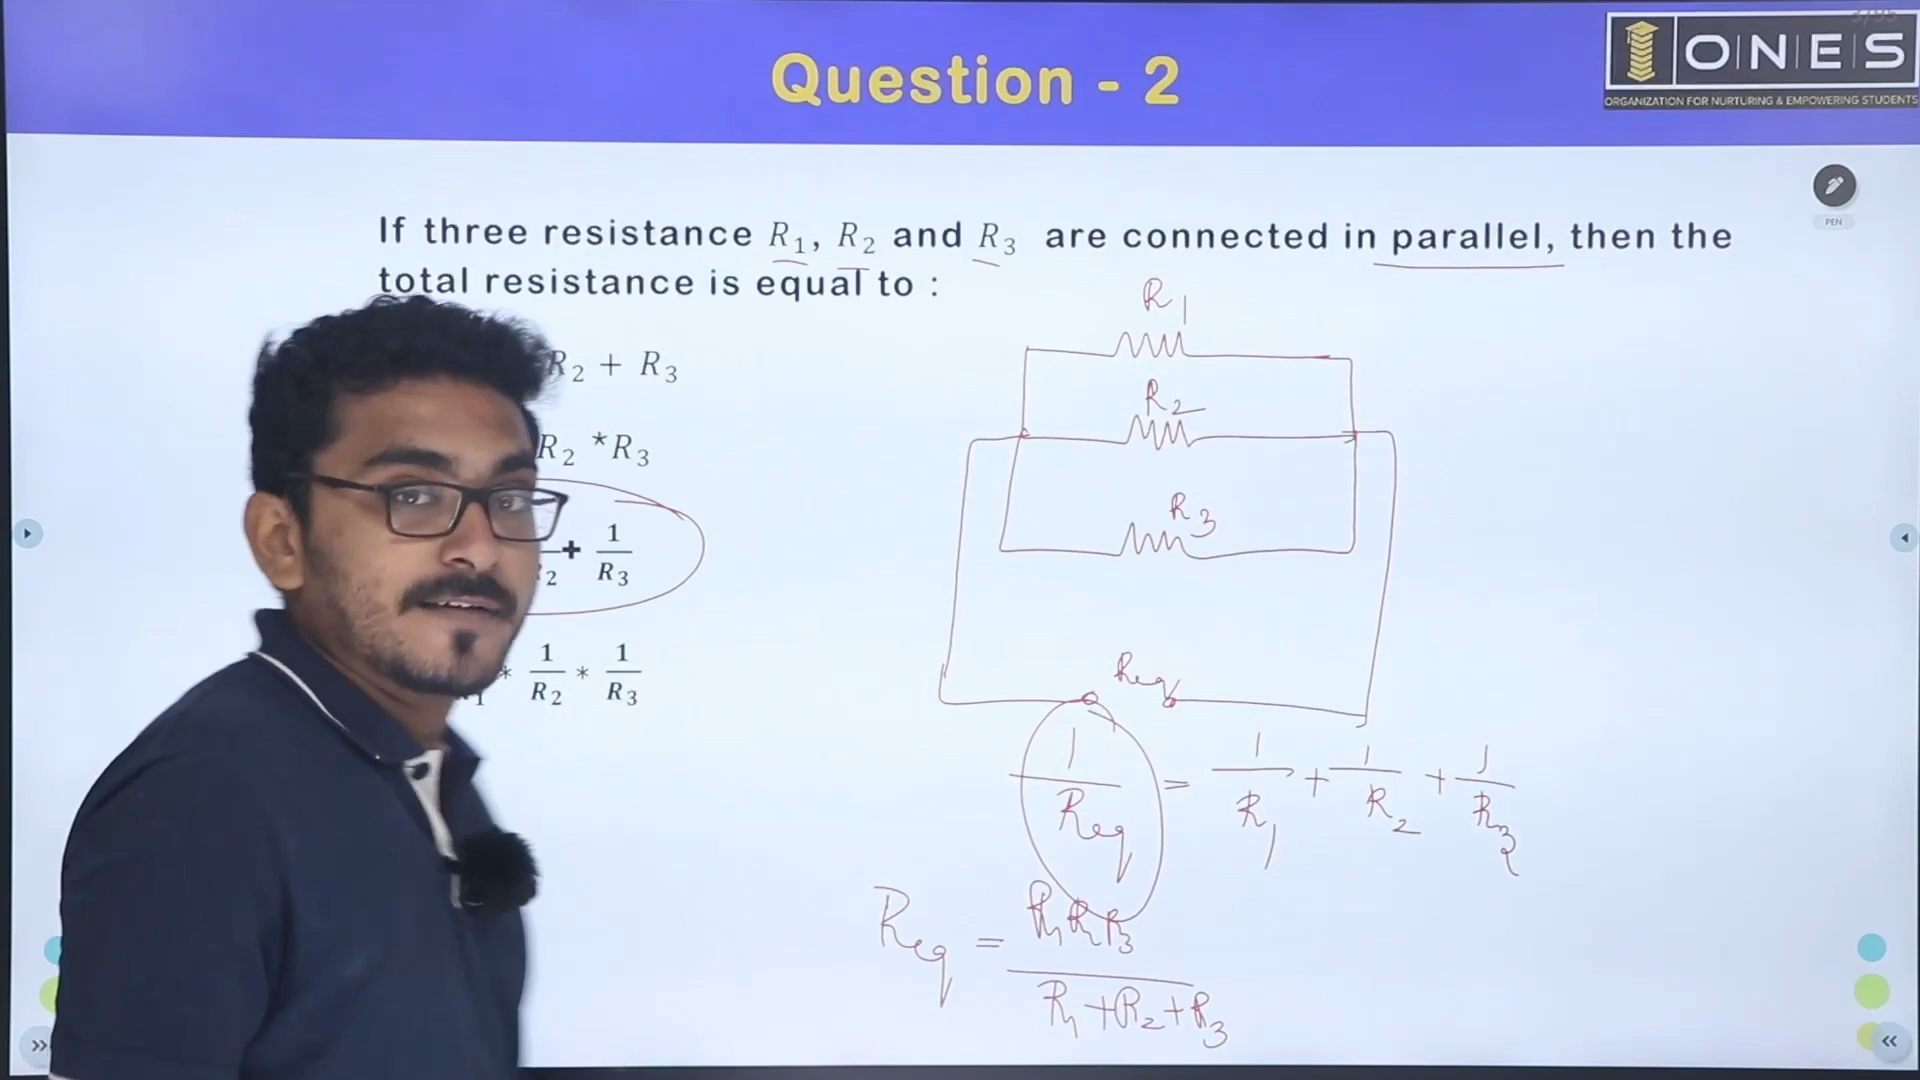 Question - 2
ONES
ORGANIZATION FOR NURTURING & EMPOWERING STUDENTS
PEN
If three resistance R₁, R₂ and R₃ are connected in parallel, then the
total resistance is equal to :
R₂ + R₃
R₂ *R₃
+ 1/R₃
* 1/R₂ * 1/R₃
R₁
R₂
R₃
Req
1/Req = 1/R₁ + 1/R₂ + 1/R₃
Req = R₁R₂R₃ / R₁+R₂+R₃